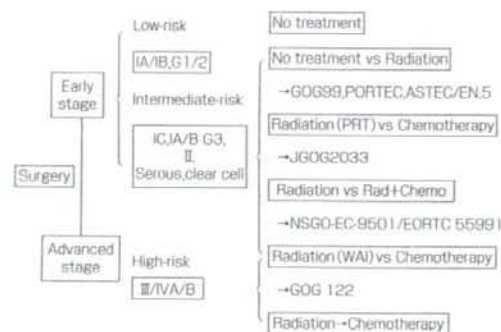 Low-risk
No treatment
IA/IB,G1/2
No treatment vs Radiation
Early
stage
Intermediate-risk
→GOG99,PORTEC,ASTEC/EN.5
Radiation(PRT) vs Chemotherapy
IC,IA/B G3,
Ⅱ,
Serous,clear cell
→JGOG2033
Surgery
Radiation vs Rad+Chemo
→NSGO-EC-9501/EORTC 55991
Advanced
stage
High-risk
Radiation(WAI) vs Chemotherapy
Ⅲ/IVA/B
→GOG 122
Radiation→Chemotherapy